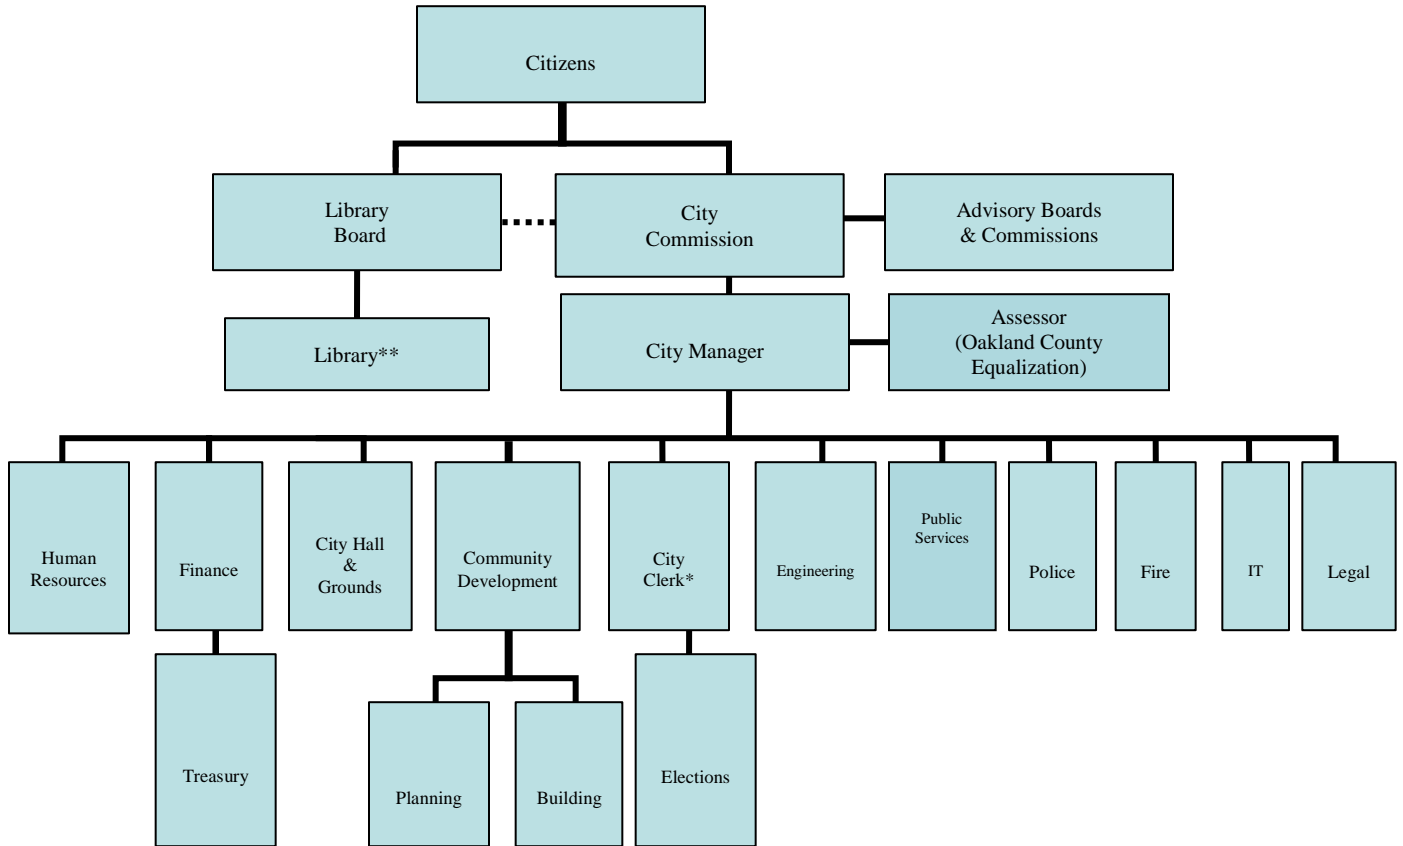 Citizens
Library
Board
City
Commission
Advisory Boards
& Commissions
Library**
City Manager
Assessor
(Oakland County
Equalization)
Human
Resources
Finance
City Hall
&
Grounds
Community
Development
City
Clerk*
Engineering
Public
Services
Police
Fire
IT
Legal
Treasury
Planning
Building
Elections